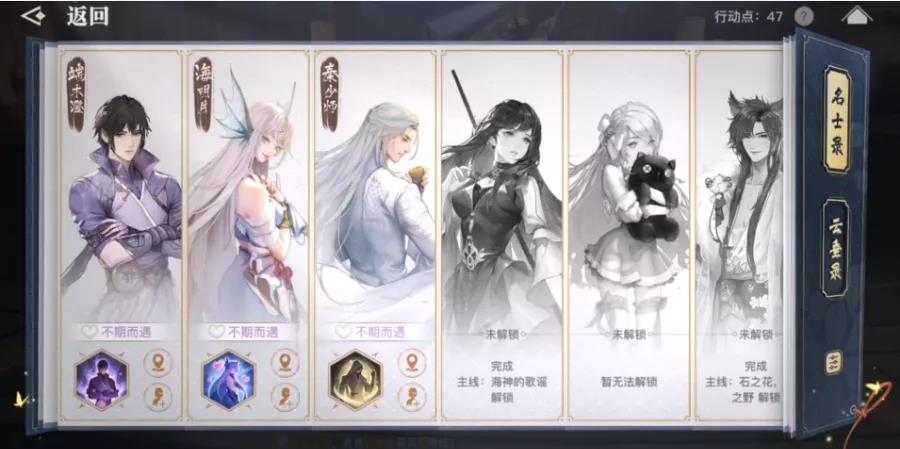 返回
行动点：47
?
端木澄
海明月
秦少师
不期而遇
不期而遇
不期而遇
未解锁
完成
主线：海神的歌谣
解锁
未解锁
暂无法解锁
未解锁
完成
主线：石之花，
之野 解锁
名士录
云垂录